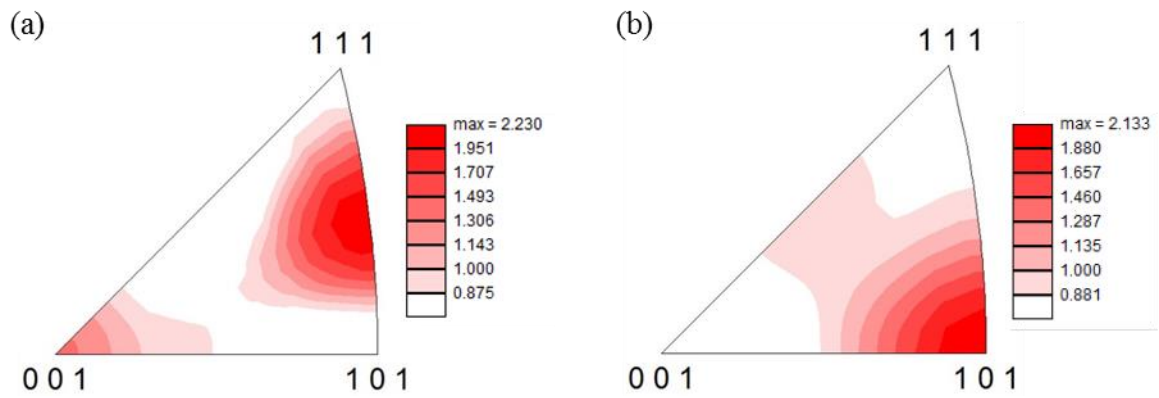 (a)
1 1 1
max = 2.230
1.951
1.707
1.493
1.306
1.143
1.000
0.875
0 0 1
1 0 1
(b)
1 1 1
max = 2.133
1.880
1.657
1.460
1.287
1.135
1.000
0.881
0 0 1
1 0 1